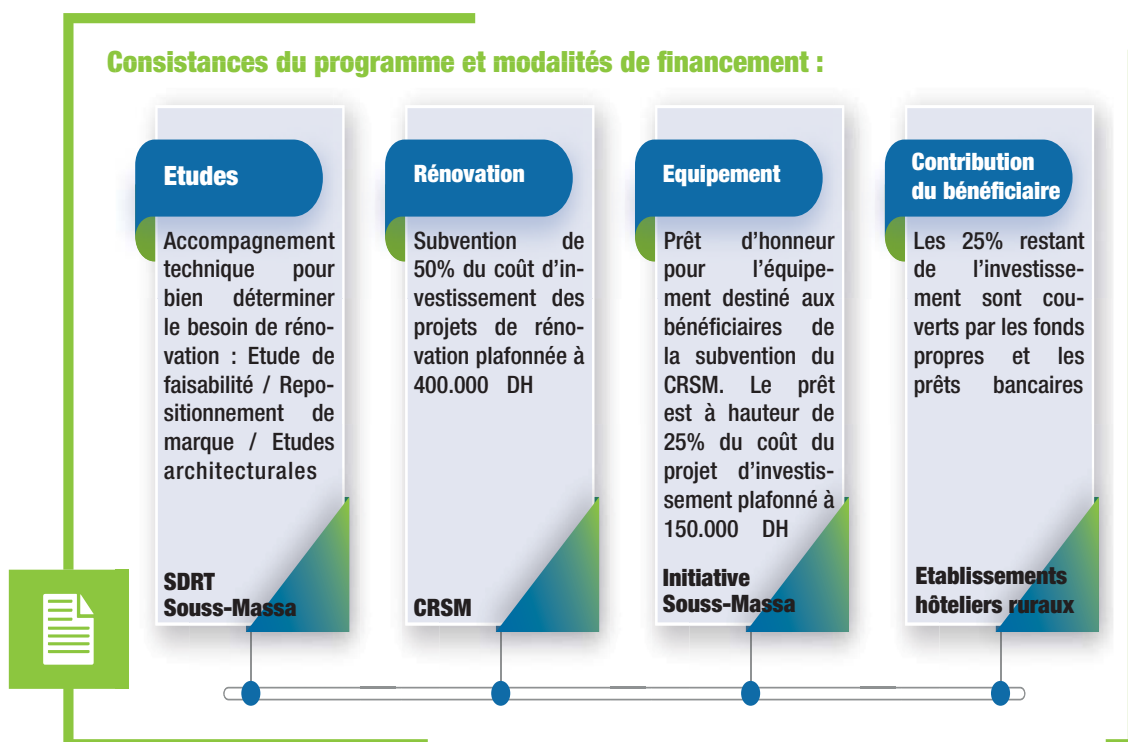 Consistances du programme et modalités de financement :
Etudes
Accompagnement
technique pour
bien déterminer
le besoin de réno-
vation : Etude de
faisabilité / Repo-
sitionnement de
marque / Etudes
architecturales
SDRT
Souss-Massa
Rénovation
Subvention de
50% du coût d'in-
vestissement des
projets de réno-
vation plafonnée à
400.000 DH
CRSM
Equipement
Prêt d'honneur
pour l'équipe-
ment destiné aux
bénéficiaires de
la subvention du
CRSM. Le prêt
est à hauteur de
25% du coût du
projet d'investis-
sement plafonné à
150.000 DH
Initiative
Souss-Massa
Contribution
du bénéficiaire
Les 25% restant
de l'investisse-
ment sont cou-
verts par les fonds
propres et les
prêts bancaires
Etablissements
hôteliers ruraux